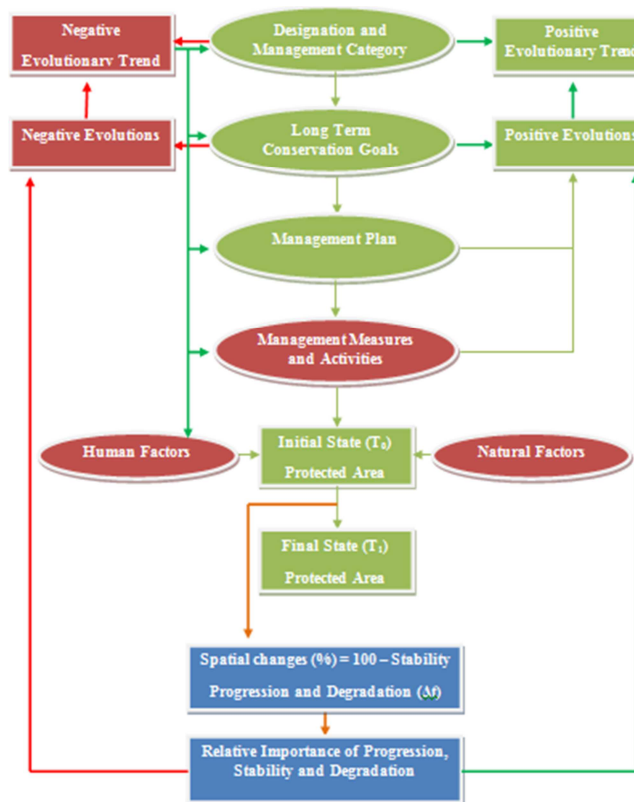 Negative
Evolutionary Trend
Designation and
Management Category
Positive
Evolutionary Trend
Negative Evolutions
Long Term
Conservation Goals
Positive Evolutions
Management Plan
Management Measures
and Activities
Human Factors
Initial State (T₀)
Protected Area
Natural Factors
Final State (T₁)
Protected Area
Spatial changes (%) = 100 – Stability
Progression and Degradation (Δf)
Relative Importance of Progression,
Stability and Degradation